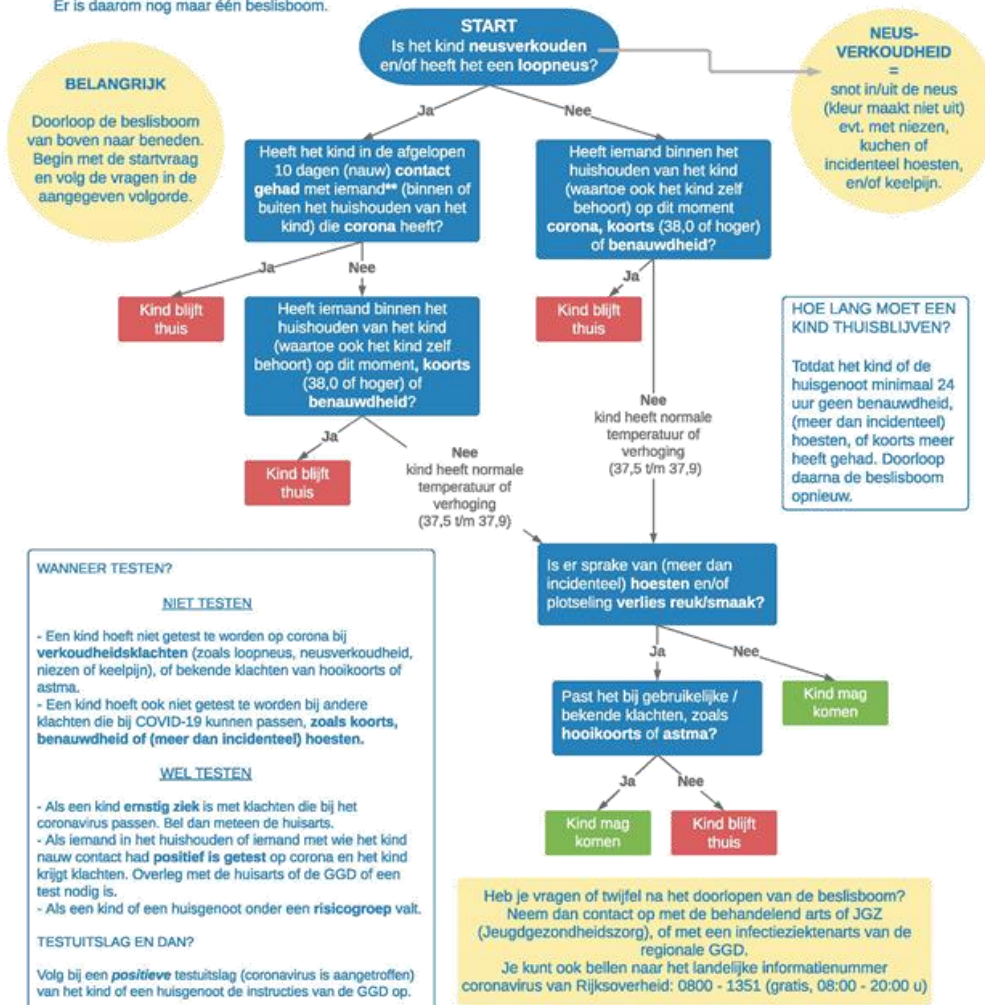 Er is daarom nog maar één beslisboom.
START
Is het kind neusverkouden
en/of heeft het een loopneus?
NEUS-
VERKOUDHEID
=
snot in/uit de neus
(kleur maakt niet uit)
evt. met niezen,
kuchen of
incidenteel hoesten,
en/of keelpijn.
BELANGRIJK
Doorloop de beslisboom
van boven naar beneden.
Begin met de startvraag
en volg de vragen in de
aangegeven volgorde.
Ja
Nee
Heeft het kind in de afgelopen
10 dagen (nauw) contact
gehad met iemand** (binnen of
buiten het huishouden van het
kind) die corona heeft?
Heeft iemand binnen het
huishouden van het kind
(waartoe ook het kind zelf
behoort) op dit moment
corona, koorts (38,0 of hoger)
of benauwdheid?
Ja
Nee
Ja
Kind blijft
thuis
Heeft iemand binnen het
huishouden van het kind
(waartoe ook het kind zelf
behoort) op dit moment, koorts
(38,0 of hoger) of
benauwdheid?
Kind blijft
thuis
HOE LANG MOET EEN
KIND THUISBLIJVEN?
Totdat het kind of de
huisgenoot minimaal 24
uur geen benauwdheid,
(meer dan incidenteel)
hoesten, of koorts meer
heeft gehad. Doorloop
daarna de beslisboom
opnieuw.
Nee
kind heeft normale
temperatuur of
verhoging
(37,5 t/m 37,9)
Ja
Kind blijft
thuis
Nee
kind heeft normale
temperatuur of
verhoging
(37,5 t/m 37,9)
Is er sprake van (meer dan
incidenteel) hoesten en/of
plotseling verlies reuk/smaak?
Ja
Nee
Past het bij gebruikelijke /
bekende klachten, zoals
hooikoorts of astma?
Kind mag
komen
Ja
Nee
Kind mag
komen
Kind blijft
thuis
WANNEER TESTEN?
NIET TESTEN
- Een kind hoeft niet getest te worden op corona bij
verkoudheidsklachten (zoals loopneus, neusverkoudheid,
niezen of keelpijn), of bekende klachten van hooikoorts of
astma.
- Een kind hoeft ook niet getest te worden bij andere
klachten die bij COVID-19 kunnen passen, zoals koorts,
benauwdheid of (meer dan incidenteel) hoesten.
WEL TESTEN
- Als een kind ernstig ziek is met klachten die bij het
coronavirus passen. Bel dan meteen de huisarts.
- Als iemand in het huishouden of iemand met wie het kind
nauw contact had positief is getest op corona en het kind
krijgt klachten. Overleg met de huisarts of de GGD of een
test nodig is.
- Als een kind of een huisgenoot onder een risicogroep valt.
TESTUITSLAG EN DAN?
Volg bij een positieve testuitslag (coronavirus is aangetroffen)
van het kind of een huisgenoot de instructies van de GGD op.
Heb je vragen of twijfel na het doorlopen van de beslisboom?
Neem dan contact op met de behandelend arts of JGZ
(Jeugdgezondheidszorg), of met een infectieziektenarts van de
regionale GGD.
Je kunt ook bellen naar het landelijke informatienummer
coronavirus van Rijksoverheid: 0800 - 1351 (gratis, 08:00 - 20:00 u)